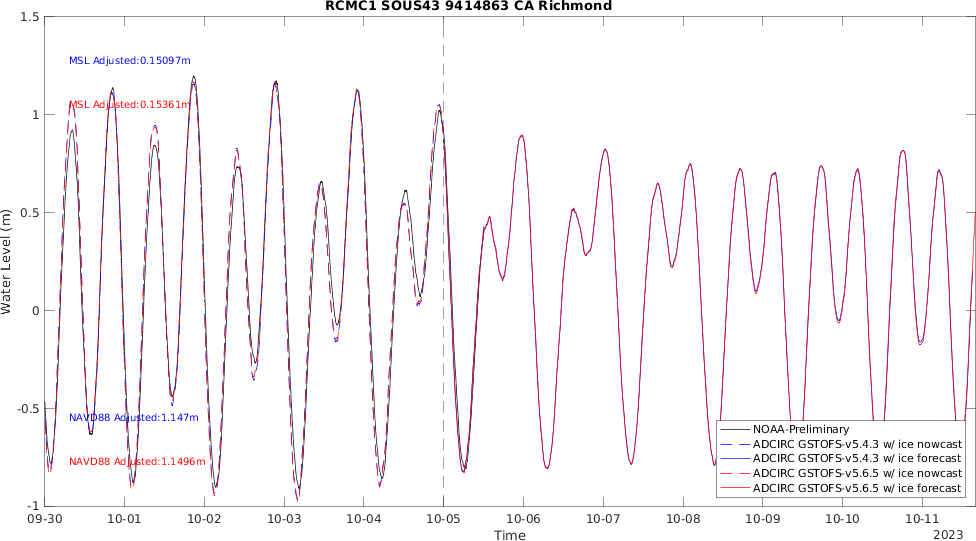 RCMC1 SOUS43 9414863 CA Richmond
1.5
MSL Adjusted:0.15097m
MSL Adjusted:0.15361m
1
0.5
Water Level (m)
0
-0.5
NAVD88 Adjusted:1.147m
NAVD88 Adjusted:1.1496m
-1
NOAA-Preliminary
ADCIRC GSTOFS-v5.4.3 w/ ice nowcast
ADCIRC GSTOFS-v5.4.3 w/ ice forecast
ADCIRC GSTOFS-v5.6.5 w/ ice nowcast
ADCIRC GSTOFS-v5.6.5 w/ ice forecast
09-30 10-01 10-02 10-03 10-04 10-05 10-06 10-07 10-08 10-09 10-10 10-11
Time
2023